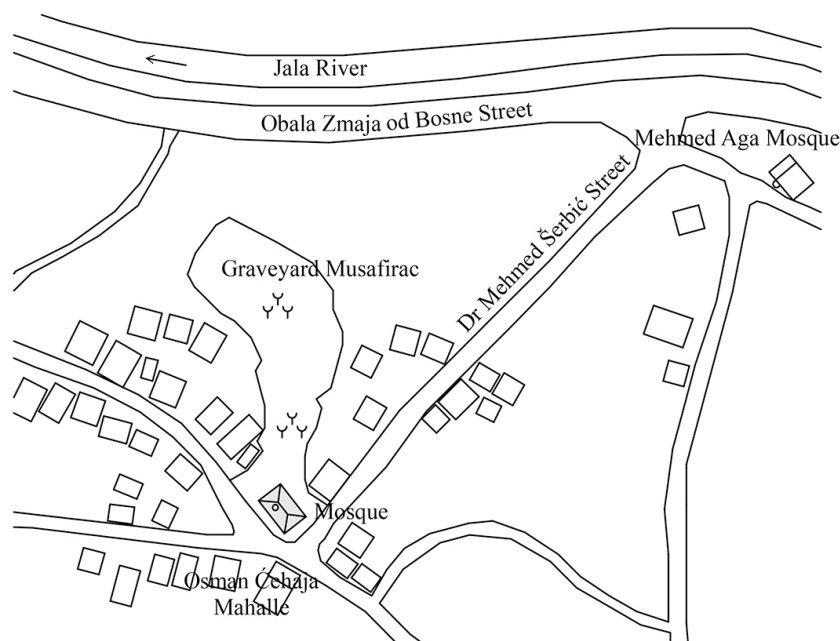 Jala River
Obala Zmaja od Bosne Street
Mehmed Aga Mosque
Dr Mehmed Šerbić Street
Graveyard Musafirac
Mosque
Osman Ćehaja
Mahalle